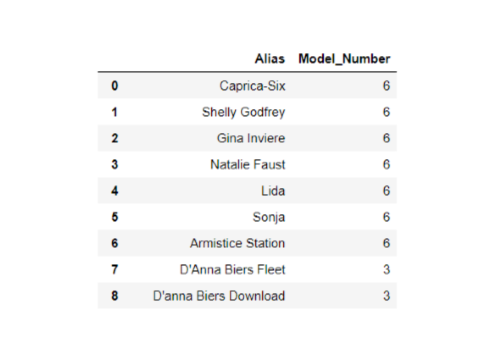 Alias Model_Number
0 Caprica-Six 6
1 Shelly Godfrey 6
2 Gina Inviere 6
3 Natalie Faust 6
4 Lida 6
5 Sonja 6
6 Armistice Station 6
7 D'Anna Biers Fleet 3
8 D'anna Biers Download 3